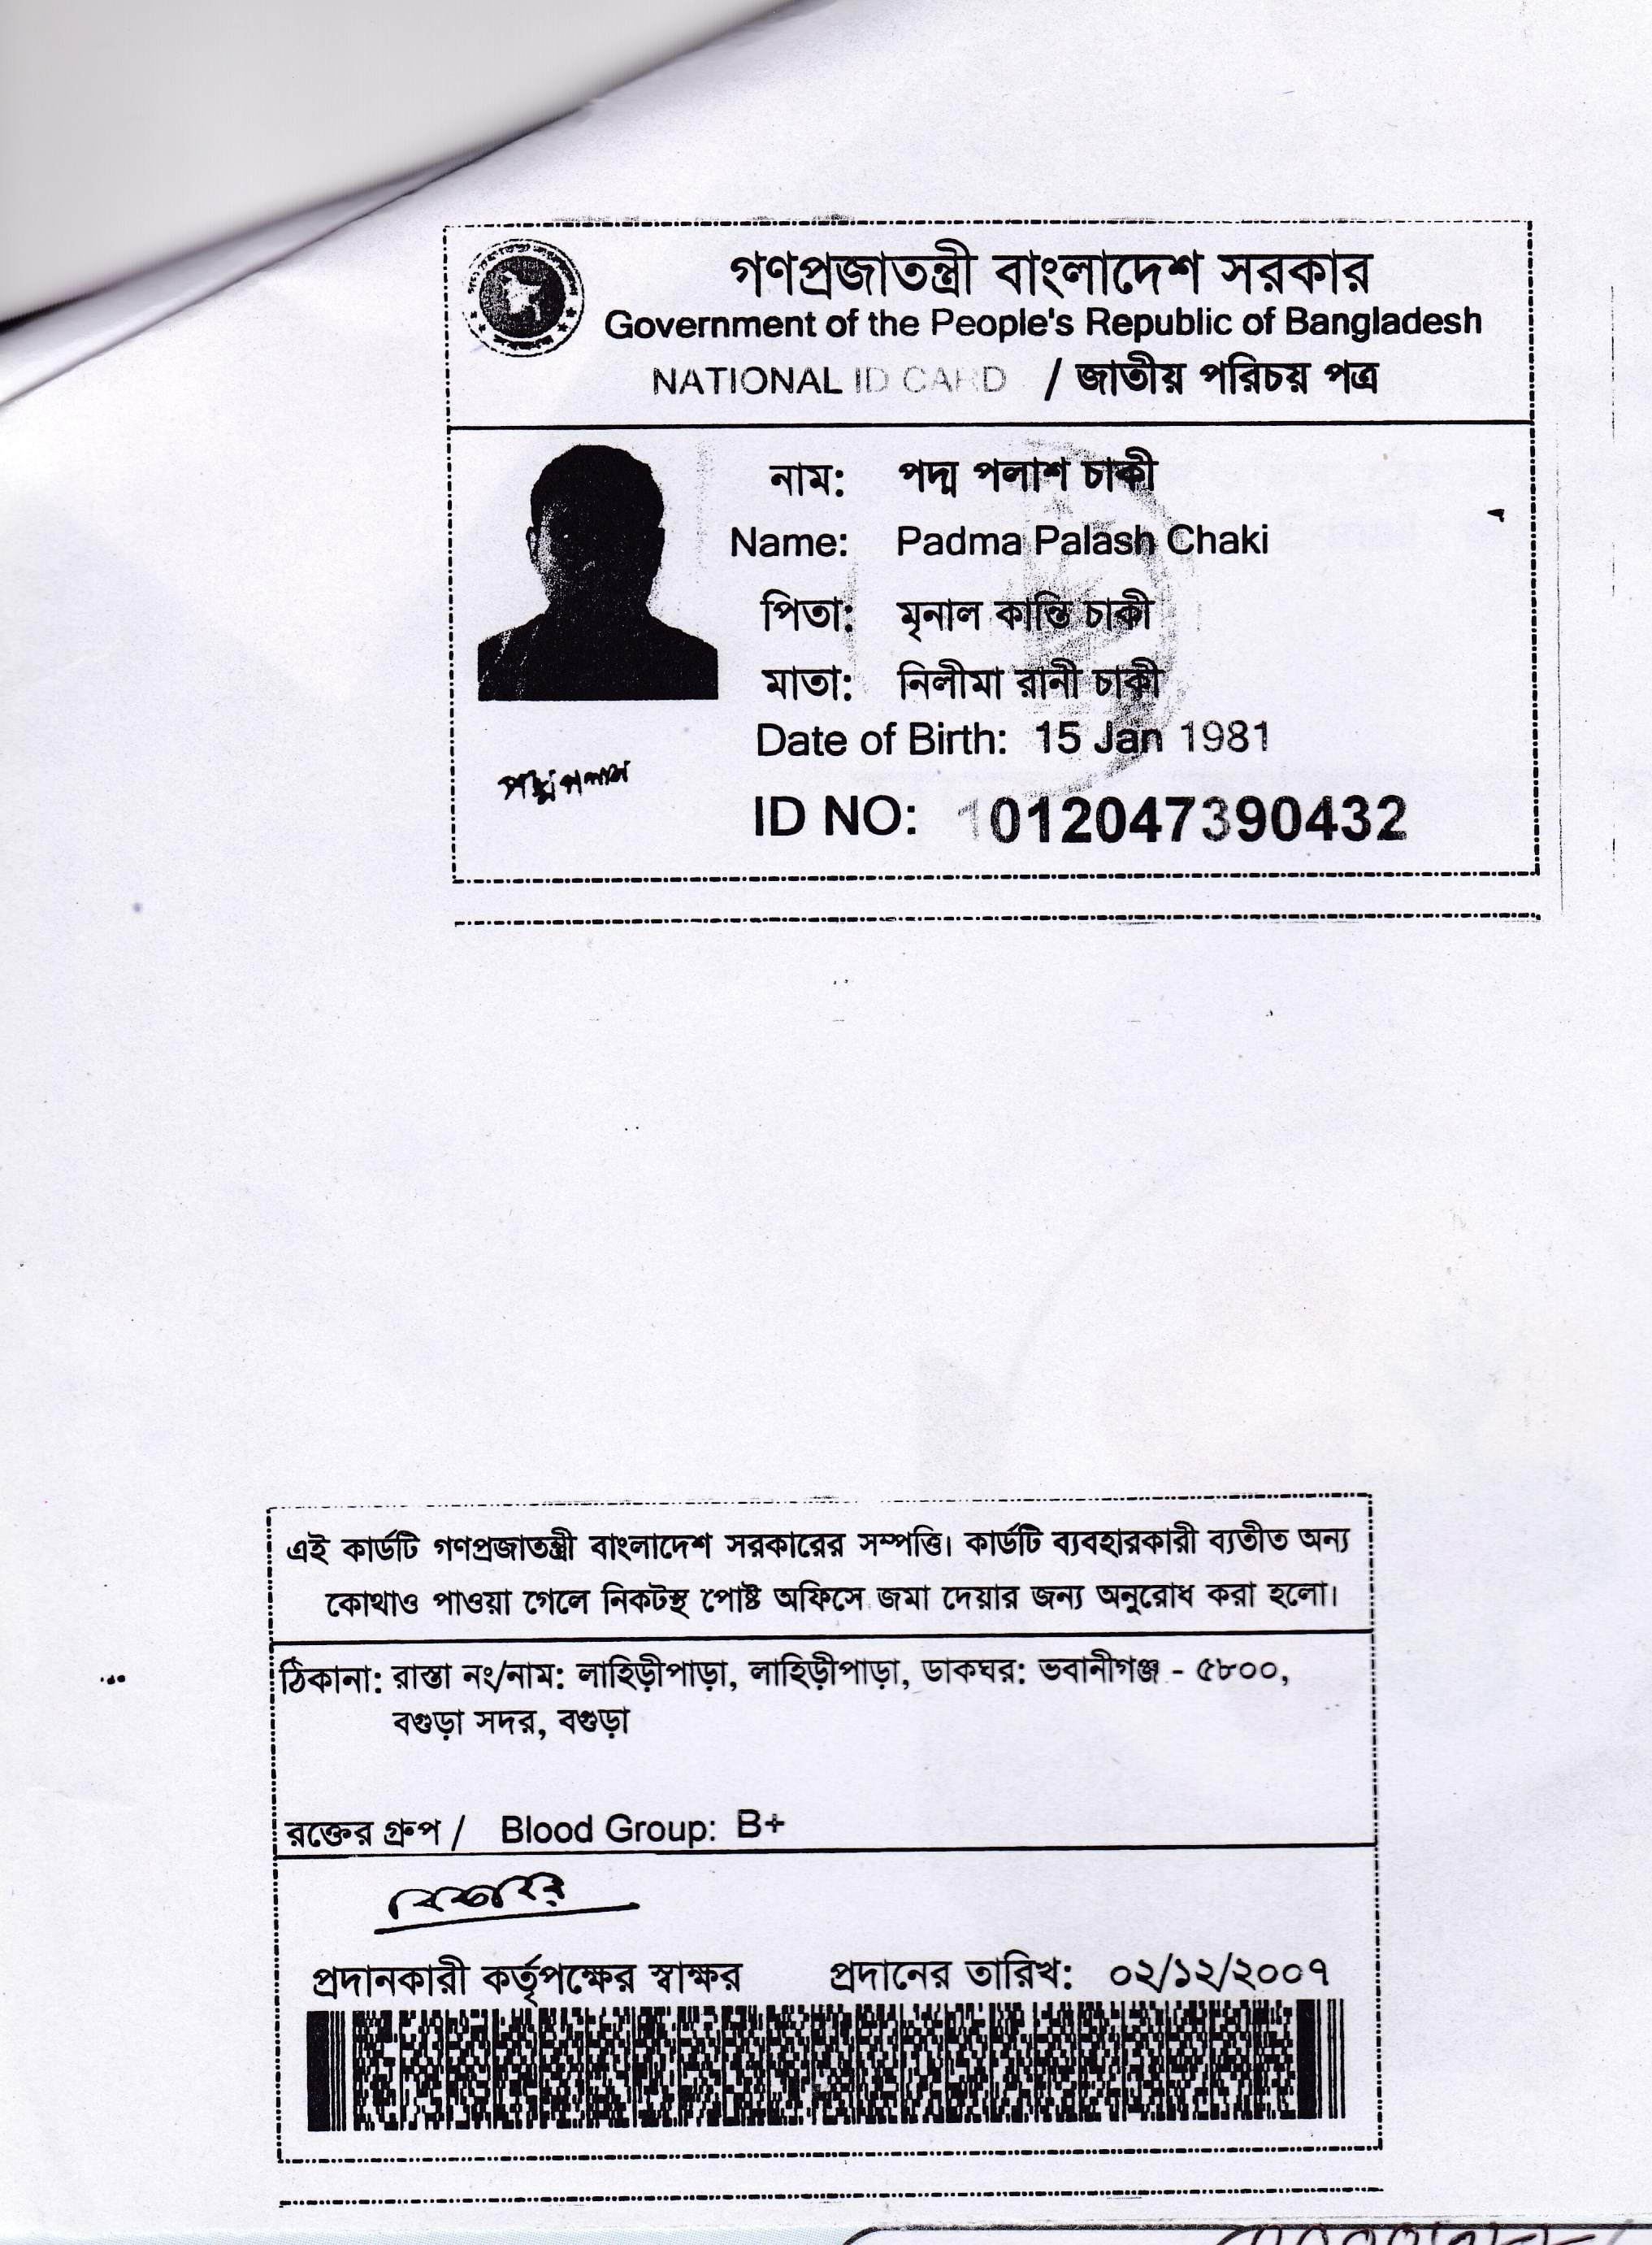 গণপ্রজাতন্ত্রী বাংলাদেশ সরকার
Government of the People's Republic of Bangladesh
NATIONAL ID CARD / জাতীয় পরিচয় পত্র
নাম: পদ্ম পলাশ চাকী
Name: Padma Palash Chaki
পিতা: মৃনাল কান্তি চাকী
মাতা: নিলীমা রানী চাকী
Date of Birth: 15 Jan 1981
পদ্ম পলাশ
ID NO: 1012047390432
এই কার্ডটি গণপ্রজাতন্ত্রী বাংলাদেশ সরকারের সম্পত্তি। কার্ডটি ব্যবহারকারী ব্যতীত অন্য
কোথাও পাওয়া গেলে নিকটস্থ পোষ্ট অফিসে জমা দেয়ার জন্য অনুরোধ করা হলো।
ঠিকানা: রাস্তা নং/নাম: লাহিড়ীপাড়া, লাহিড়ীপাড়া, ডাকঘর: ভবানীগঞ্জ - ৫৮০০,
বগুড়া সদর, বগুড়া
রক্তের গ্রুপ / Blood Group: B+
প্রদানকারী কর্তৃপক্ষের স্বাক্ষর প্রদানের তারিখ: ০২/১২/২০০৭